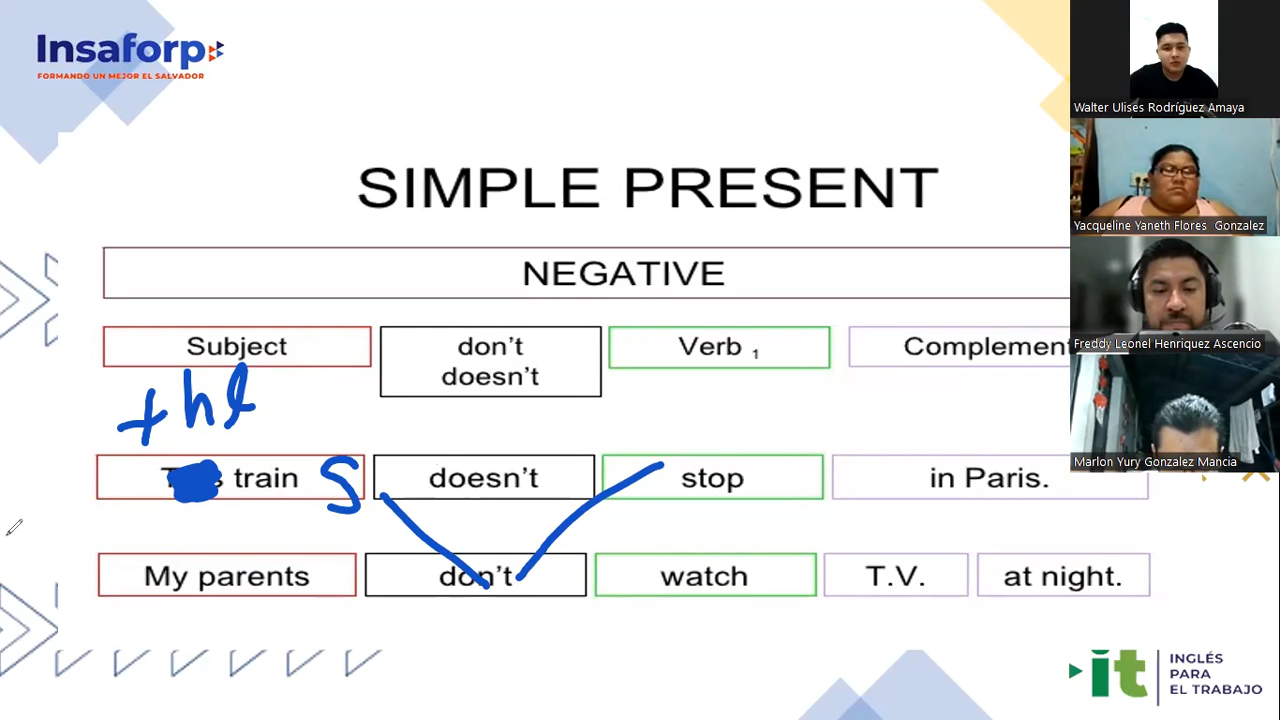 Insaforp
FORMANDO UN MEJOR EL SALVADOR
SIMPLE PRESENT
NEGATIVE
Subject
don't
doesn't
Verb 1
Complement
the
train S
doesn't
stop
in Paris.
My parents
don't
watch
T.V.
at night.
it
INGLÉS
PARA
EL TRABAJO
Walter Ulises Rodríguez Amaya
Yacqueline Yaneth Flores Gonzalez
Freddy Leonel Henriquez Ascencio
Marlon Yury Gonzalez Mancia